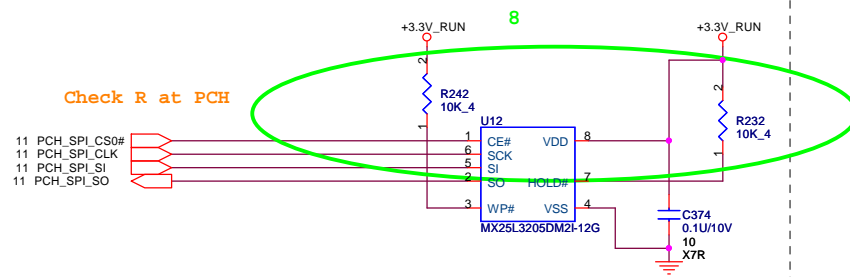 8
+3.3V_RUN
+3.3V_RUN
2
R242
10K_4
1
2
R232
10K_4
1
Check R at PCH
U12
11 PCH_SPI_CS0#
1
CE#
VDD
8
11 PCH_SPI_CLK
6
SCK
11 PCH_SPI_SI
5
SI
11 PCH_SPI_SO
2
SO
HOLD#
7
3
WP#
VSS
4
MX25L3205DM2I-12G
C374
0.1U/10V
10
X7R